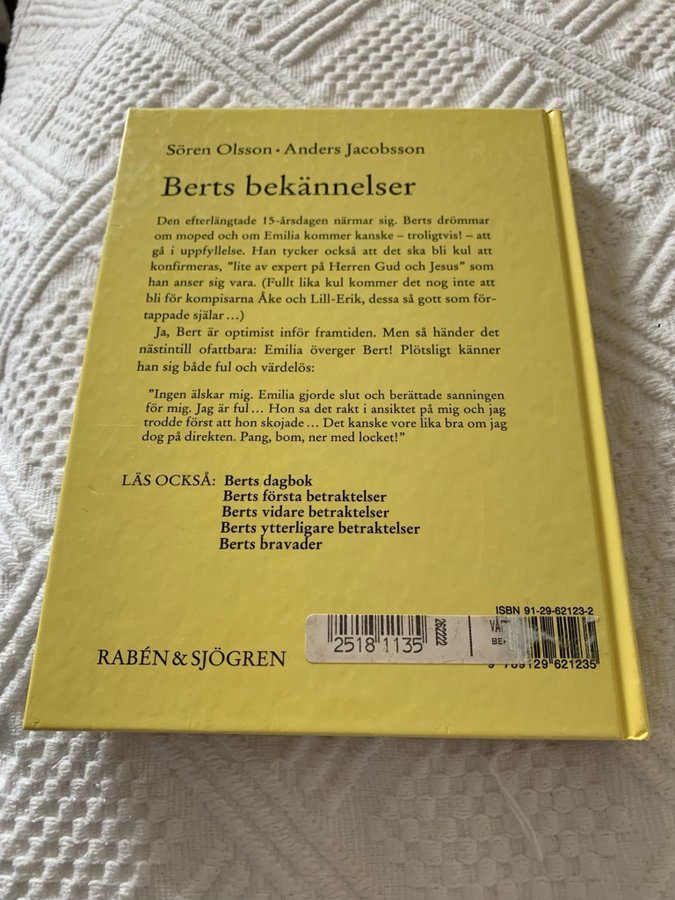 Sören Olsson • Anders Jacobsson
Berts bekännelser
Den efterlängtade 15-årsdagen närmar sig. Berts drömmar
om moped och om Emilia kommer kanske – troligtvis! – att
gå i uppfyllelse. Han tycker också att det ska bli kul att
konfirmeras, ”lite av expert på Herren Gud och Jesus” som
han anser sig vara. (Fullt lika kul kommer det nog inte att
bli för kompisarna Åke och Lill-Erik, dessa så gott som för-
tappade själar …)
Ja, Bert är optimist inför framtiden. Men så händer det
nästintill ofattbara: Emilia överger Bert! Plötsligt känner
han sig både ful och värdelös:
”Ingen älskar mig. Emilia gjorde slut och berättade sanningen
för mig. Jag är ful … Hon sa det rakt i ansiktet på mig och jag
trodde först att hon skojade … Det kanske vore lika bra om jag
dog på direkten. Pang, bom, ner med locket!”
LÄS OCKSÅ: Berts dagbok
Berts första betraktelser
Berts vidare betraktelser
Berts ytterligare betraktelser
Berts bravader
ISBN 91-29-62123-2
2518 1135
262222
9 789129 621235
RABÉN & SJÖGREN